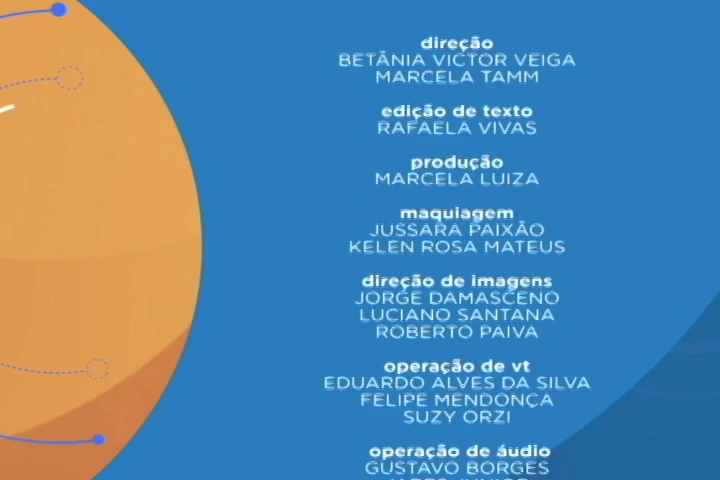 direção
BETÂNIA VICTOR VEIGA
MARCELA TAMM
edição de texto
RAFAELA VIVAS
produção
MARCELA LUIZA
maquiagem
JUSSARA PAIXÃO
KELEN ROSA MATEUS
direção de imagens
JORGE DAMASCENO
LUCIANO SANTANA
ROBERTO PAIVA
operação de vt
EDUARDO ALVES DA SILVA
FELIPE MENDONÇA
SUZY ORZI
operação de áudio
GUSTAVO BORGES